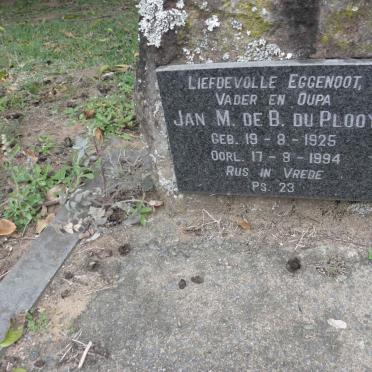 LIEFDEVOLLE EGGENOOT,
VADER EN OUPA
JAN M. DE B. DU PLOOY
GEB. 19-8-1925
OORL. 17-9-1994
RUS IN VREDE
PS. 23